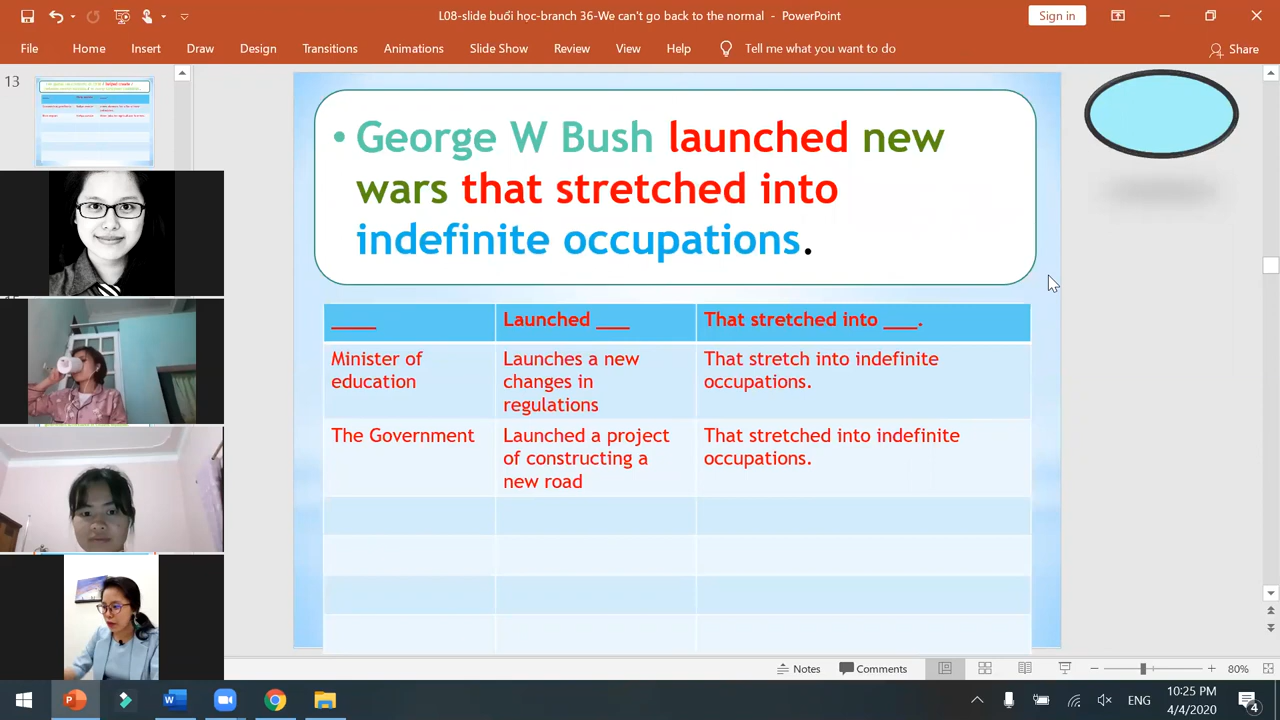 L08-slide buổi học-branch 36-We can't go back to the normal - PowerPoint
Sign in
File Home Insert Draw Design Transitions Animations Slide Show Review View Help Tell me what you want to do Share
13
• George W Bush launched new
wars that stretched into
indefinite occupations.
____ Launched ___ That stretched into ___.
Minister of education
Launches a new changes in regulations
That stretch into indefinite occupations.
The Government
Launched a project of constructing a new road
That stretched into indefinite occupations.
Notes Comments 80%
ENG
10:25 PM
4/4/2020
4